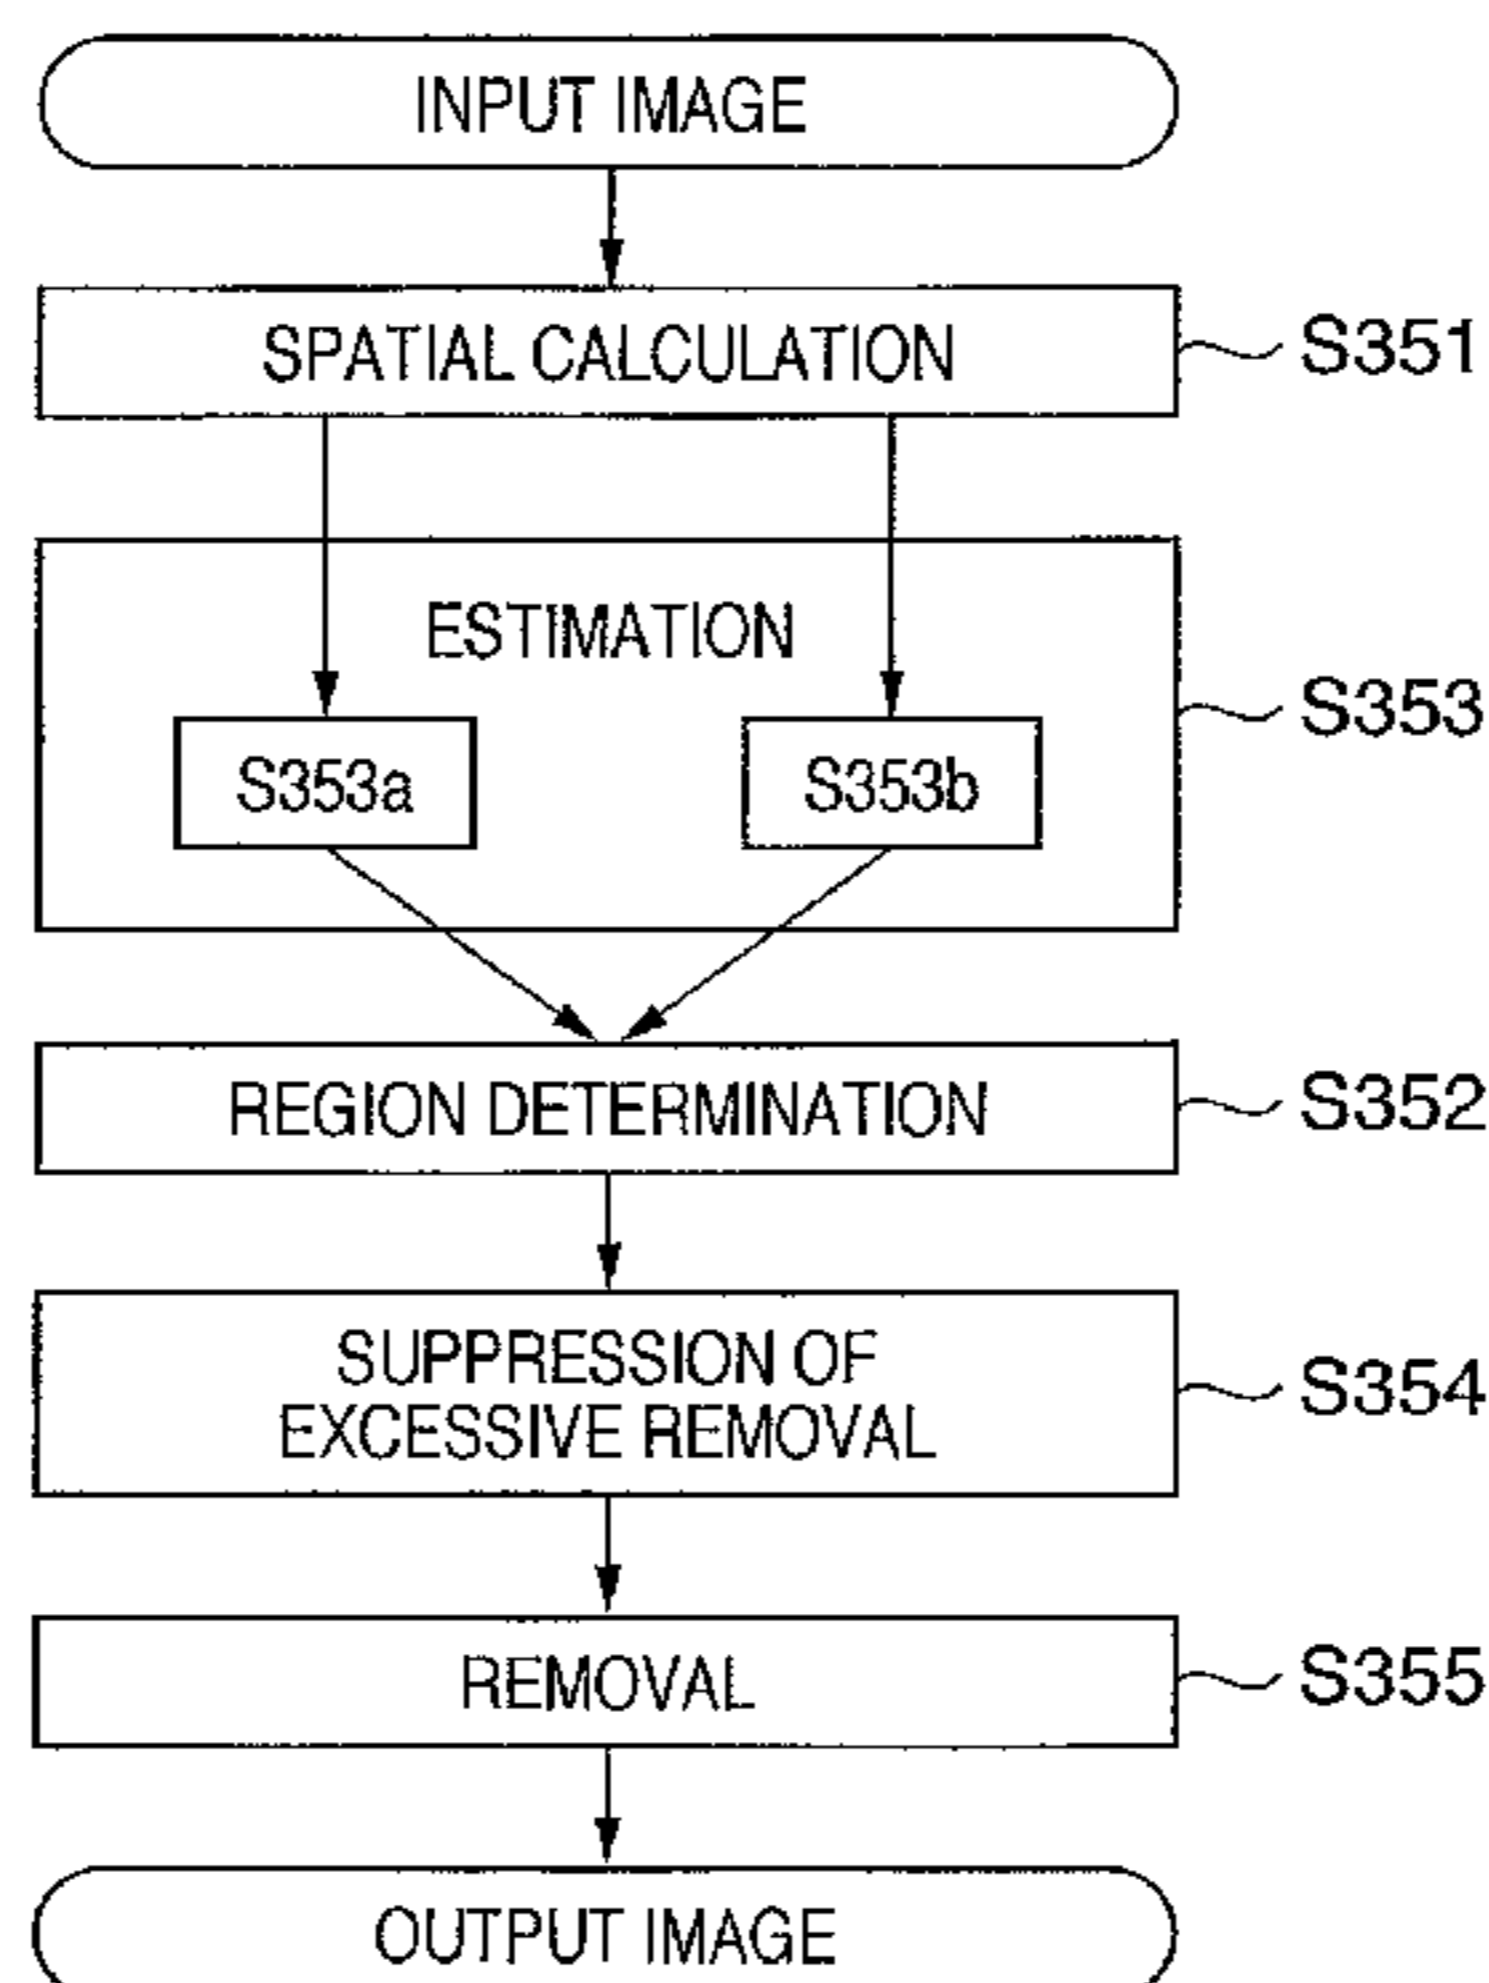 INPUT IMAGE
SPATIAL CALCULATION
S351
ESTIMATION
S353
S353a
S353b
REGION DETERMINATION
S352
SUPPRESSION OF
EXCESSIVE REMOVAL
S354
REMOVAL
S355
OUTPUT IMAGE